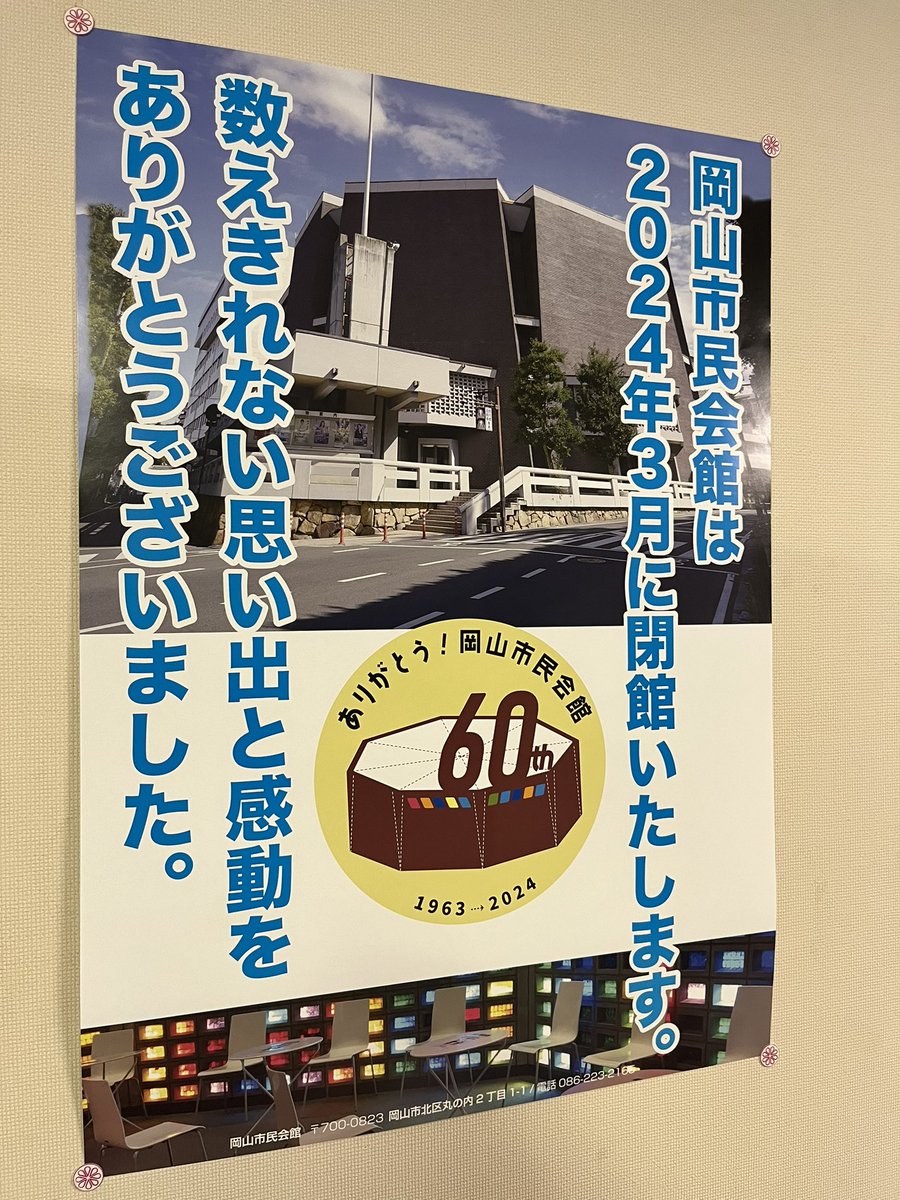 岡山市民会館は
2024年3月に閉館いたします。
数えきれない思い出と感動を
ありがとうございました。
ありがとう!岡山市民会館
60th
1963→2024
岡山市民会館 〒700-0823 岡山市北区丸の内2丁目1-1/電話 086-223-2165